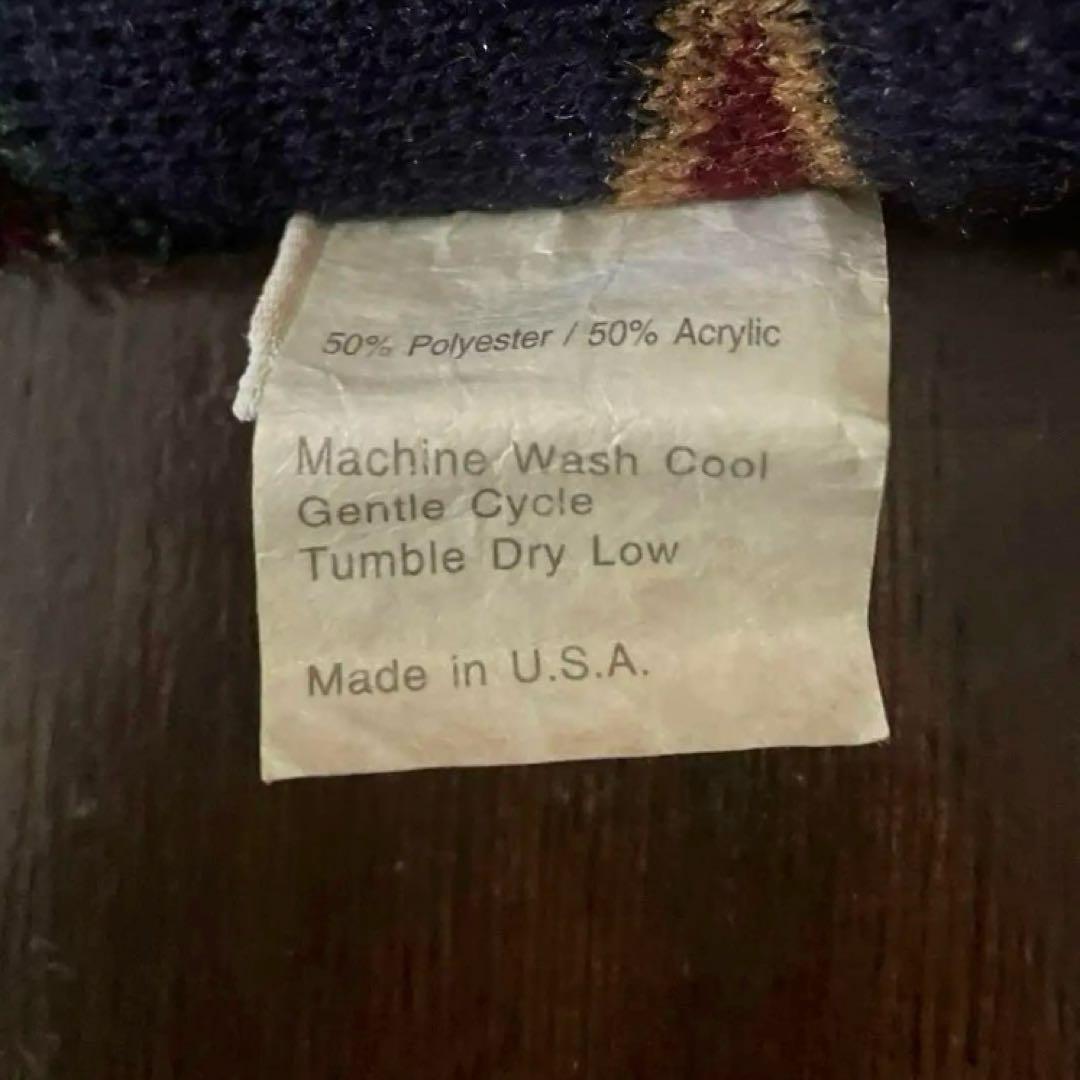 50% Polyester / 50% Acrylic
Machine Wash Cool
Gentle Cycle
Tumble Dry Low
Made in U.S.A.